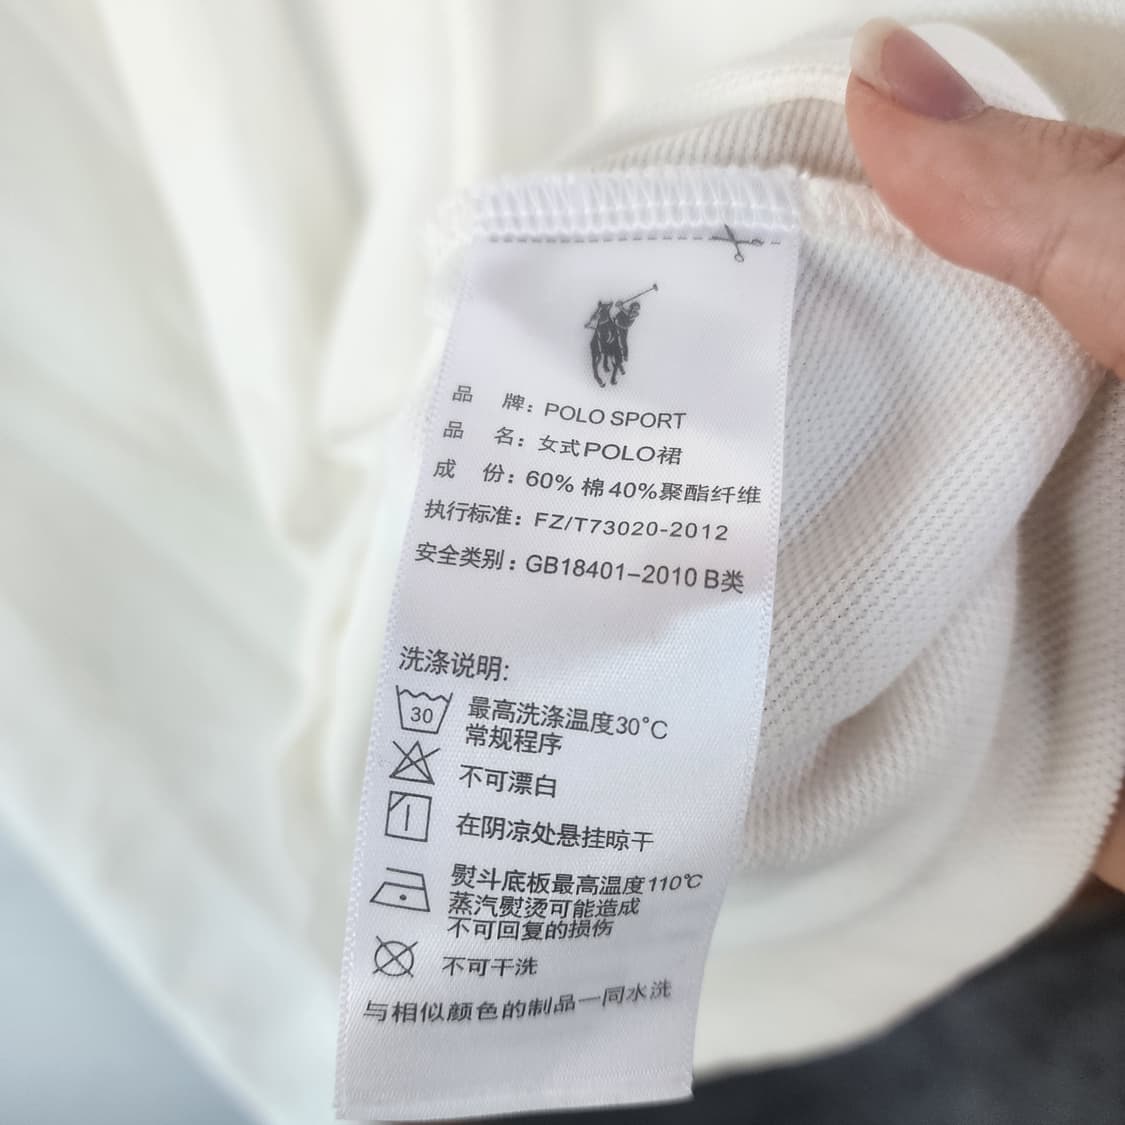 品 牌：POLO SPORT
品 名：女式POLO裙
成 份：60% 棉 40%聚酯纤维
执行标准：FZ/T73020-2012
安全类别：GB18401-2010 B类
洗涤说明:
30
最高洗涤温度30°C
常规程序
不可漂白
在阴凉处悬挂晾干
熨斗底板最高温度110℃
蒸汽熨烫可能造成
不可回复的损伤
不可干洗
与相似颜色的制品一同水洗